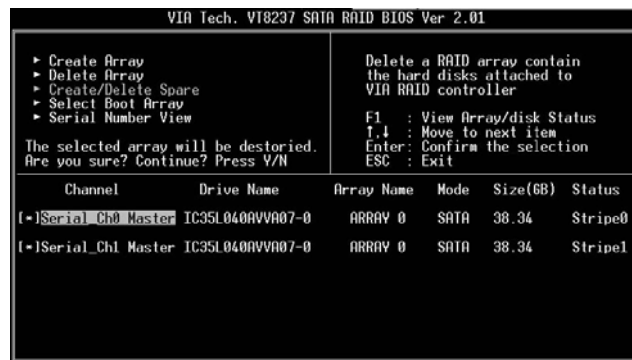 VIA Tech. VT8237 SATA RAID BIOS Ver 2.01
► Create Array
► Delete Array
► Create/Delete Spare
► Select Boot Array
► Serial Number View
The selected array will be destoried.
Are you sure? Continue? Press Y/N
Delete a RAID array contain
the hard disks attached to
VIA RAID controller
F1 : View Array/disk Status
↑,↓ : Move to next item
Enter: Confirm the selection
ESC : Exit
Channel Drive Name Array Name Mode Size(GB) Status
[*]Serial_Ch0 Master IC35L040AVVA07-0 ARRAY 0 SATA 38.34 Stripe0
[*]Serial_Ch1 Master IC35L040AVVA07-0 ARRAY 0 SATA 38.34 Stripe1